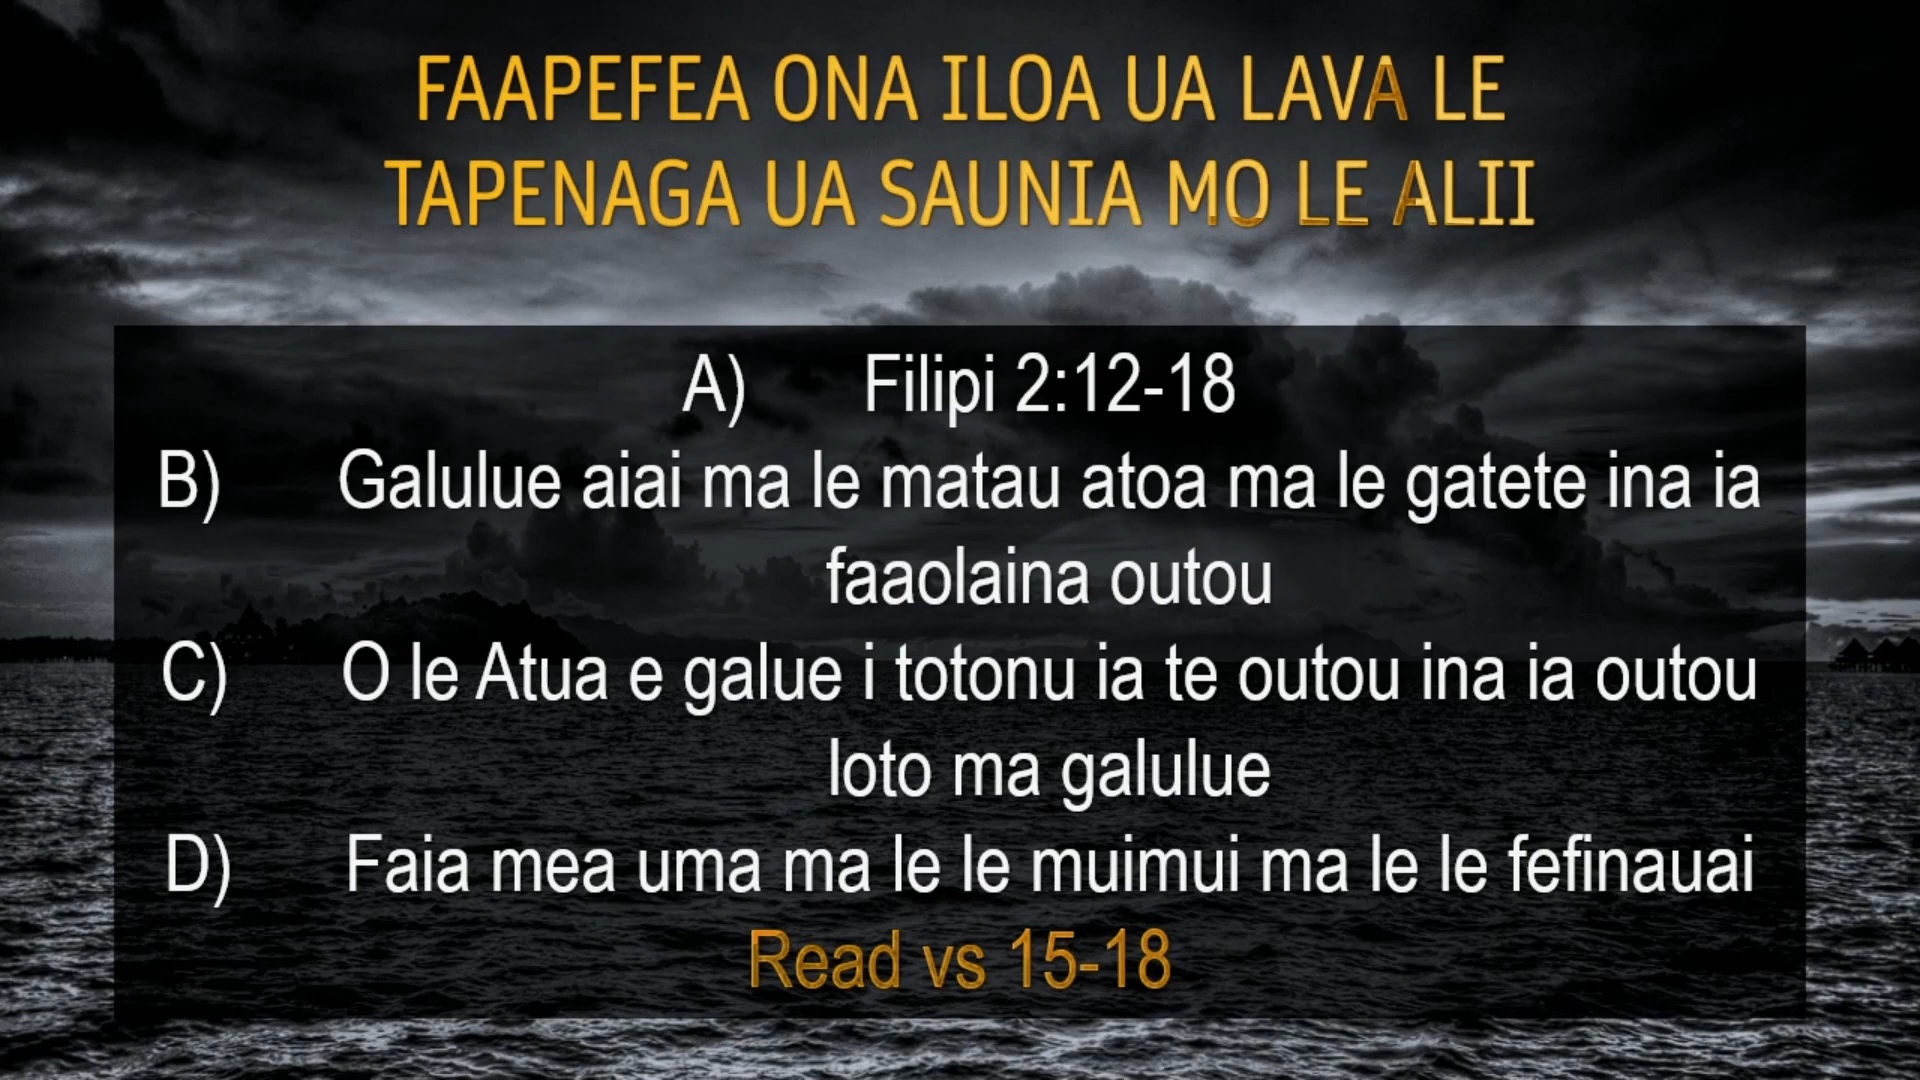 FAAPEFEA ONA ILOA UA LAVA LE
TAPENAGA UA SAUNIA MO LE ALII
A) Filipi 2:12-18
B) Galulue aiai ma le matau atoa ma le gatete ina ia
faaolaina outou
C) O le Atua e galue i totonu ia te outou ina ia outou
loto ma galulue
D) Faia mea uma ma le le muimui ma le le fefinauai
Read vs 15-18